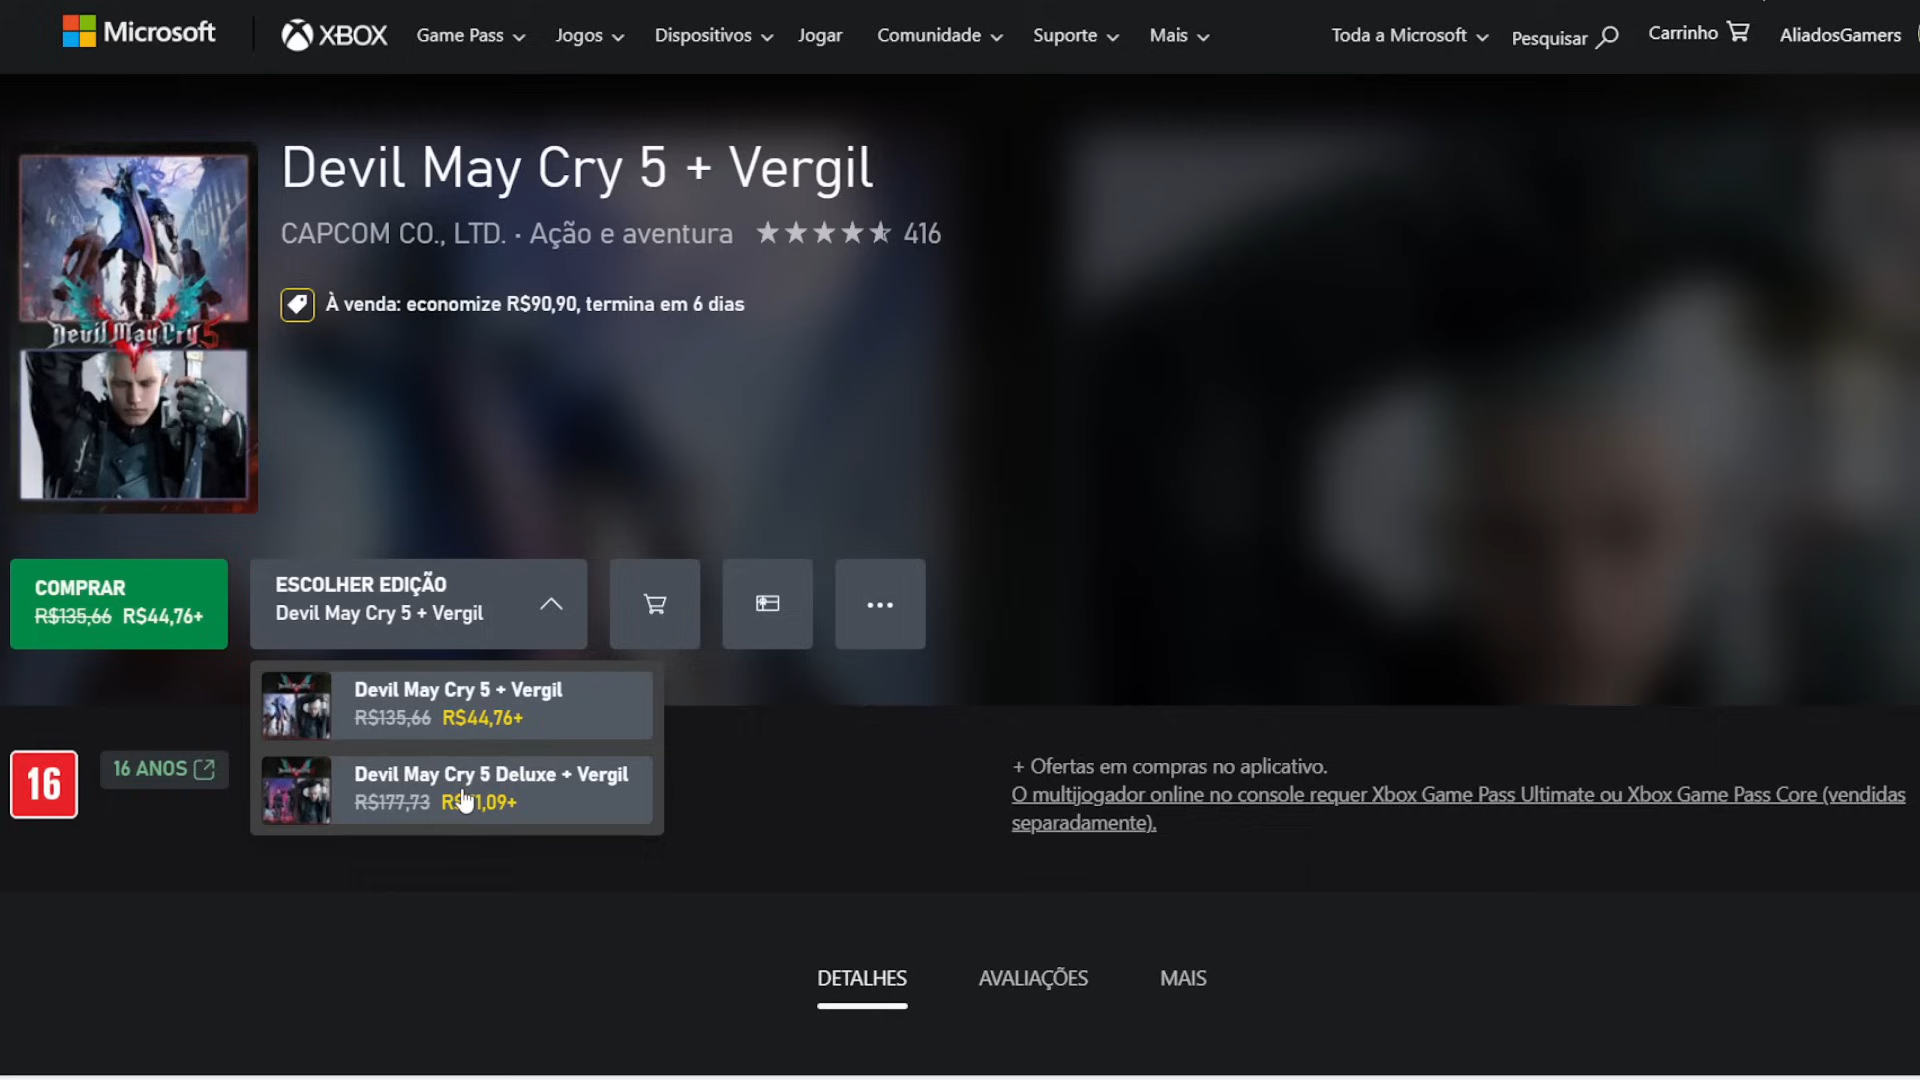 Microsoft
XBOX
Game Pass
Jogos
Dispositivos
Jogar
Comunidade
Suporte
Mais
Toda a Microsoft
Pesquisar
Carrinho
AliadosGamers
Devil May Cry 5 + Vergil
CAPCOM CO., LTD. · Ação e aventura ★★★★★ 416
À venda: economize R$90,90, termina em 6 dias
Devil May Cry 5
COMPRAR
R$135,66 R$44,76+
ESCOLHER EDIÇÃO
Devil May Cry 5 + Vergil
Devil May Cry 5 + Vergil
R$135,66 R$44,76+
Devil May Cry 5 Deluxe + Vergil
R$177,73
16
16 ANOS
+ Ofertas em compras no aplicativo.
O multijogador online no console requer Xbox Game Pass Ultimate ou Xbox Game Pass Core (vendidas
separadamente).
DETALHES
AVALIAÇÕES
MAIS